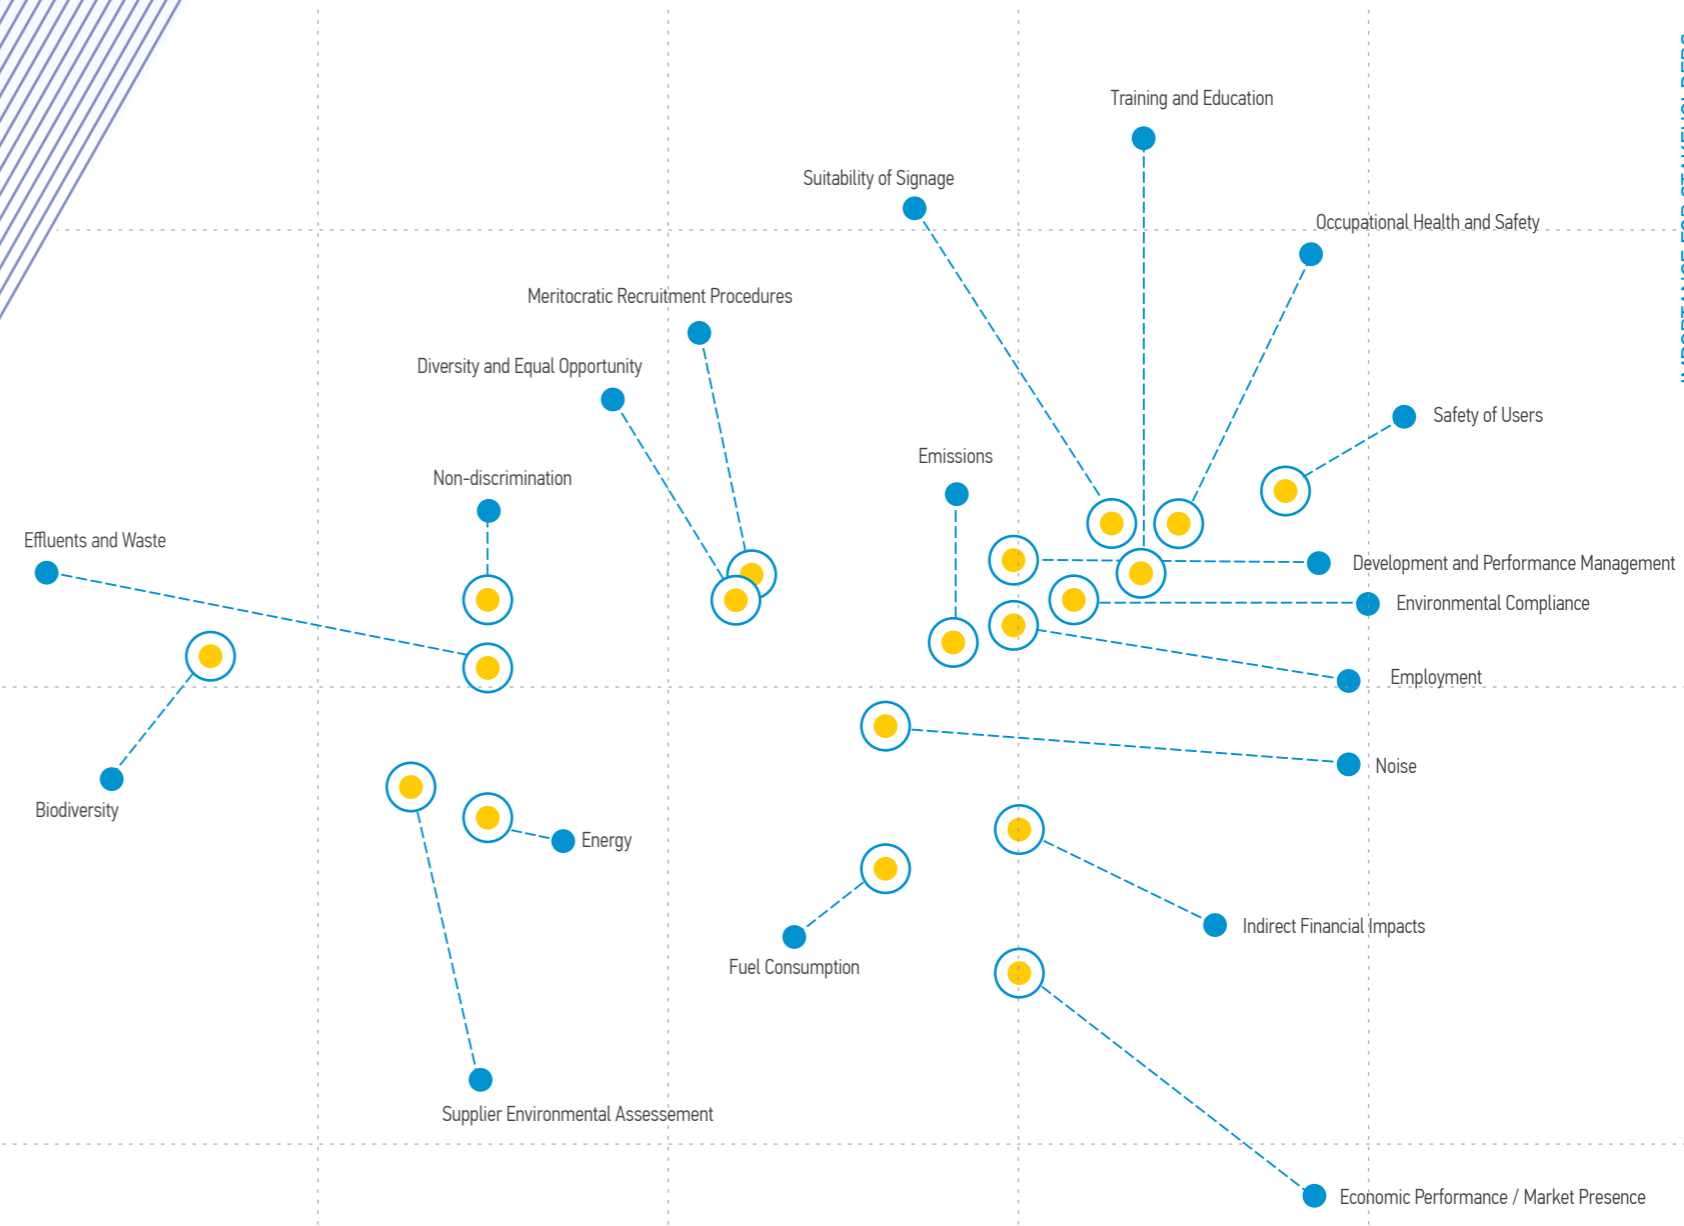 Training and Education
Suitability of Signage
Occupational Health and Safety
Meritocratic Recruitment Procedures
Diversity and Equal Opportunity
Safety of Users
Emissions
Non-discrimination
Effluents and Waste
Development and Performance Management
Environmental Compliance
Employment
Noise
Biodiversity
Energy
Indirect Financial Impacts
Fuel Consumption
Supplier Environmental Assessement
Economic Performance / Market Presence